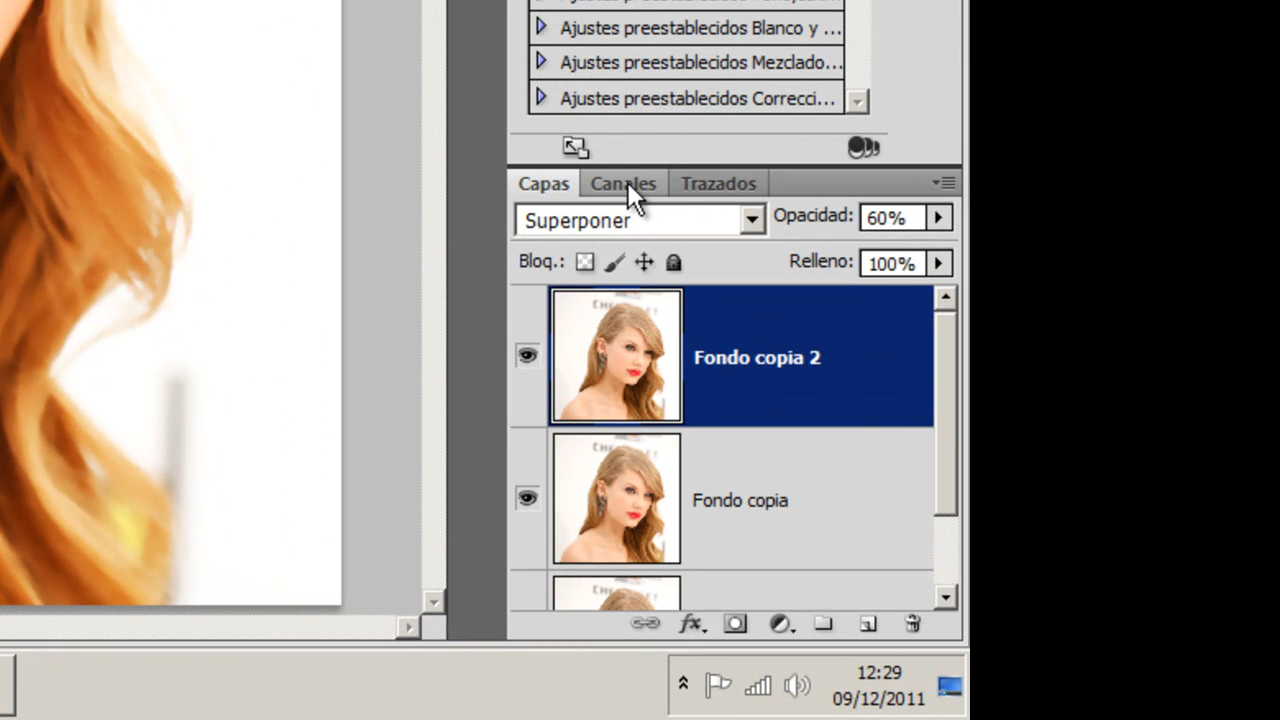 Ajustes preestablecidos Blanco y ...
Ajustes preestablecidos Mezclado...
Ajustes preestablecidos Correcci...
Capas Canales Trazados
Superponer Opacidad: 60%
Bloq.: Relleno: 100%
Fondo copia 2
Fondo copia
fx
12:29
09/12/2011